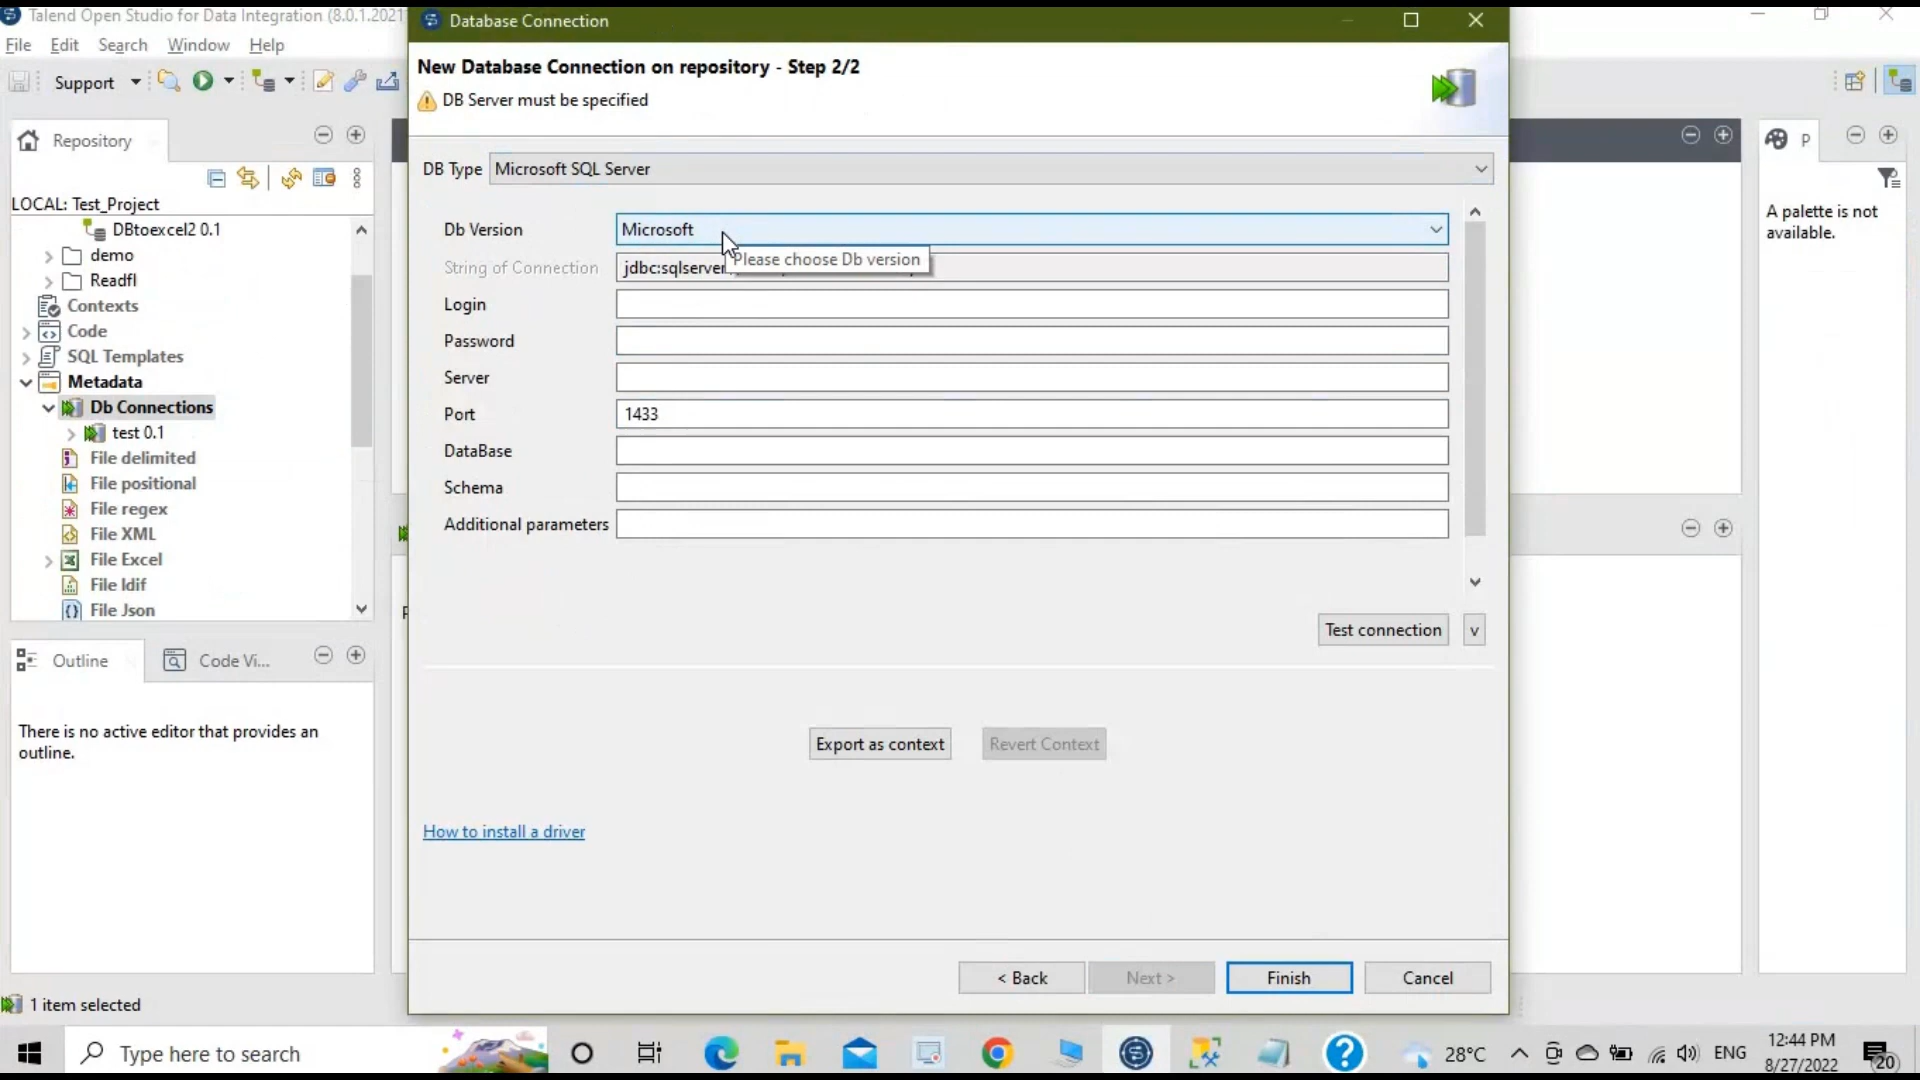 Talend Open Studio for Data Integration (8.0.1.2021
Database Connection
File Edit Search Window Help
Support
New Database Connection on repository - Step 2/2
DB Server must be specified
Repository
LOCAL: Test_Project
DBtoexcel2 0.1
demo
Readfl
Contexts
Code
SQL Templates
Metadata
Db Connections
test 0.1
File delimited
File positional
File regex
File XML
File Excel
File ldif
File Json
DB Type Microsoft SQL Server
Db Version Microsoft
Please choose Db version
String of Connection jdbc:sqlserver
Login
Password
Server
Port 1433
DataBase
Schema
Additional parameters
Test connection v
Export as context Revert Context
How to install a driver
< Back Next > Finish Cancel
P
A palette is not
available.
Outline Code Vi...
There is no active editor that provides an
outline.
1 item selected
Type here to search
28°C ENG
12:44 PM
8/27/2022
20